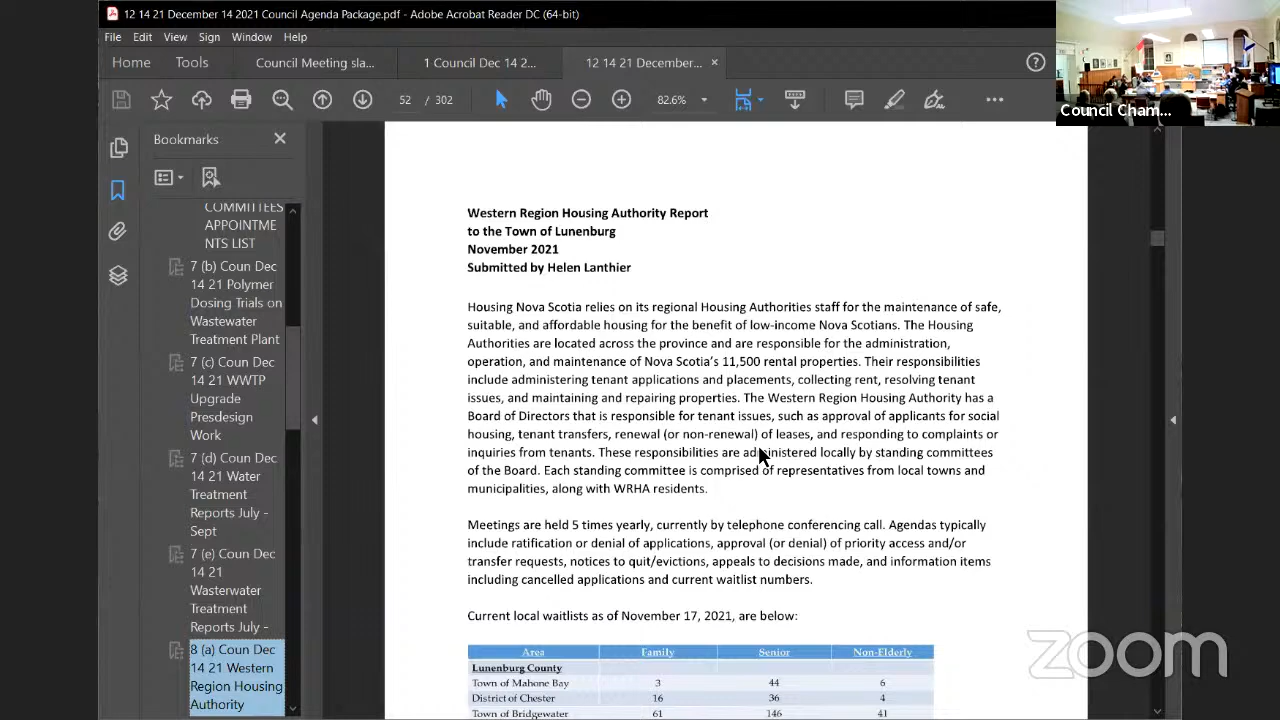 12 14 21 December 14 2021 Council Agenda Package.pdf - Adobe Acrobat Reader DC (64-bit)
File Edit View Sign Window Help
Home Tools Council Meeting sla... 1 Council Dec 14 2... 12 14 21 December... ×
52 / 302 82.6%
Council Cham...
Bookmarks
COMMITTEES
APPOINTME
NTS LIST
7 (b) Coun Dec
14 21 Polymer
Dosing Trials on
Wastewater
Treatment Plant
7 (c) Coun Dec
14 21 WWTP
Upgrade
Presdesign
Work
7 (d) Coun Dec
14 21 Water
Treatment
Reports July -
Sept
7 (e) Coun Dec
14 21
Wasterwater
Treatment
Reports July -
8 (a) Coun Dec
14 21 Western
Region Housing
Authority
Western Region Housing Authority Report
to the Town of Lunenburg
November 2021
Submitted by Helen Lanthier
Housing Nova Scotia relies on its regional Housing Authorities staff for the maintenance of safe,
suitable, and affordable housing for the benefit of low-income Nova Scotians. The Housing
Authorities are located across the province and are responsible for the administration,
operation, and maintenance of Nova Scotia's 11,500 rental properties. Their responsibilities
include administering tenant applications and placements, collecting rent, resolving tenant
issues, and maintaining and repairing properties. The Western Region Housing Authority has a
Board of Directors that is responsible for tenant issues, such as approval of applicants for social
housing, tenant transfers, renewal (or non-renewal) of leases, and responding to complaints or
inquiries from tenants. These responsibilities are administered locally by standing committees
of the Board. Each standing committee is comprised of representatives from local towns and
municipalities, along with WRHA residents.
Meetings are held 5 times yearly, currently by telephone conferencing call. Agendas typically
include ratification or denial of applications, approval (or denial) of priority access and/or
transfer requests, notices to quit/evictions, appeals to decisions made, and information items
including cancelled applications and current waitlist numbers.
Current local waitlists as of November 17, 2021, are below:
Area Family Senior Non-Elderly
Lunenburg County
Town of Mahone Bay 3 44 6
District of Chester 16 36 4
Town of Bridgewater 61 146 41
zoom